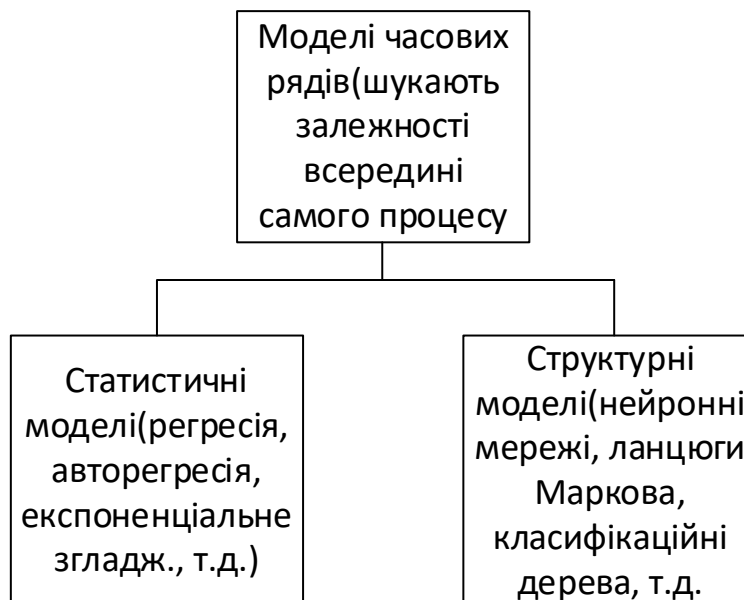 Моделі часових
рядів(шукають
залежності
всередині
самого процесу
Статистичні
моделі(регресія,
авторегресія,
експоненціальне
згладж., т.д.)
Структурні
моделі(нейронні
мережі, ланцюги
Маркова,
класифікаційні
дерева, т.д.